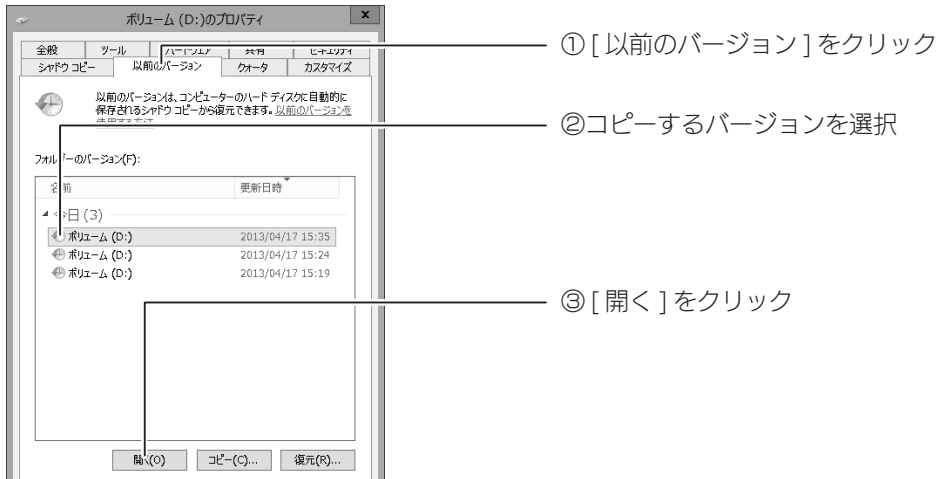 ボリューム (D:)のプロパティ
x
全般 ツール ハードウェア 共有 セキュリティ
シャドウ コピー 以前のバージョン クォータ カスタマイズ
以前のバージョンは、コンピューターのハード ディスクに自動的に
保存されるシャドウ コピーから復元できます。以前のバージョンを
使用する方法
フォルダーのバージョン(F):
名前 更新日時
今日 (3)
ボリューム (D:) 2013/04/17 15:35
ボリューム (D:) 2013/04/17 15:24
ボリューム (D:) 2013/04/17 15:19
開く(O) コピー(C)... 復元(R)...
①[以前のバージョン]をクリック
②コピーするバージョンを選択
③[開く]をクリック